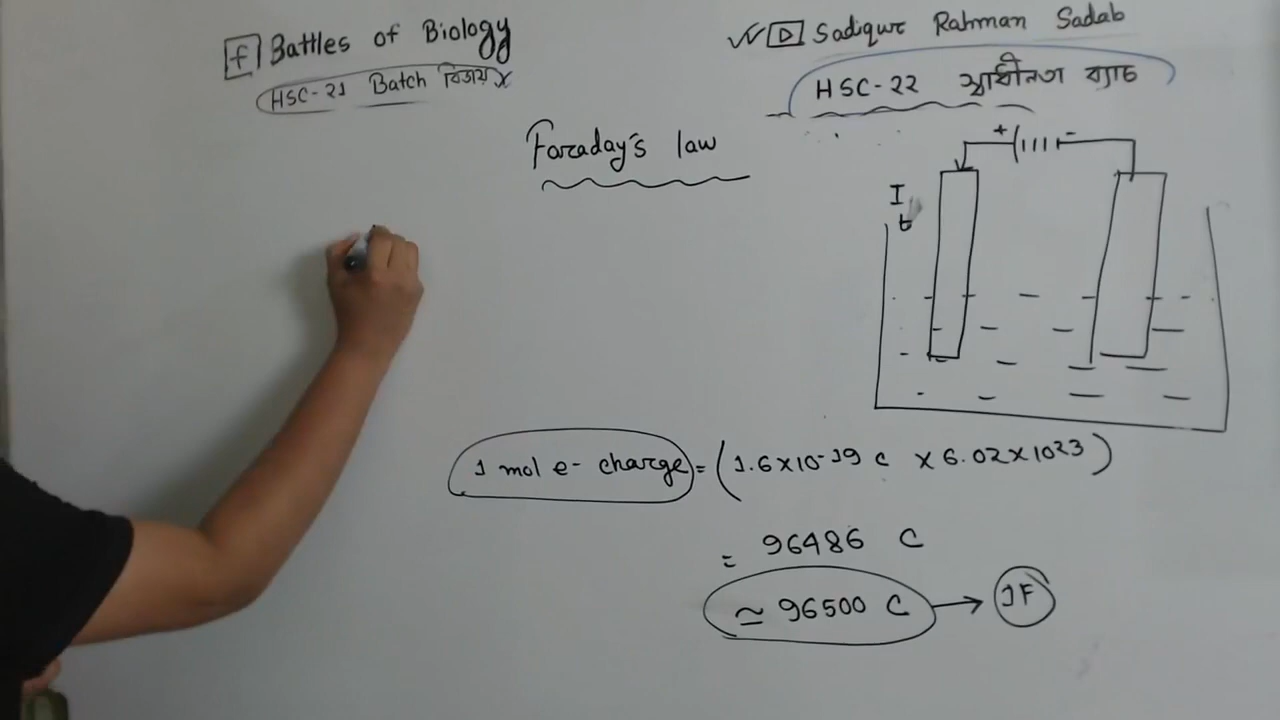 f Battles of Biology
HSC-21 Batch বিজয়
Sadiqur Rahman Sadab
HSC-22 স্বাধীনতা ব্যাচ
Faraday's law
+ -
I
t
1 mol e- charge = (1.6×10-19 C × 6.02×1023)
= 96486 C
≃ 96500 C → 1F